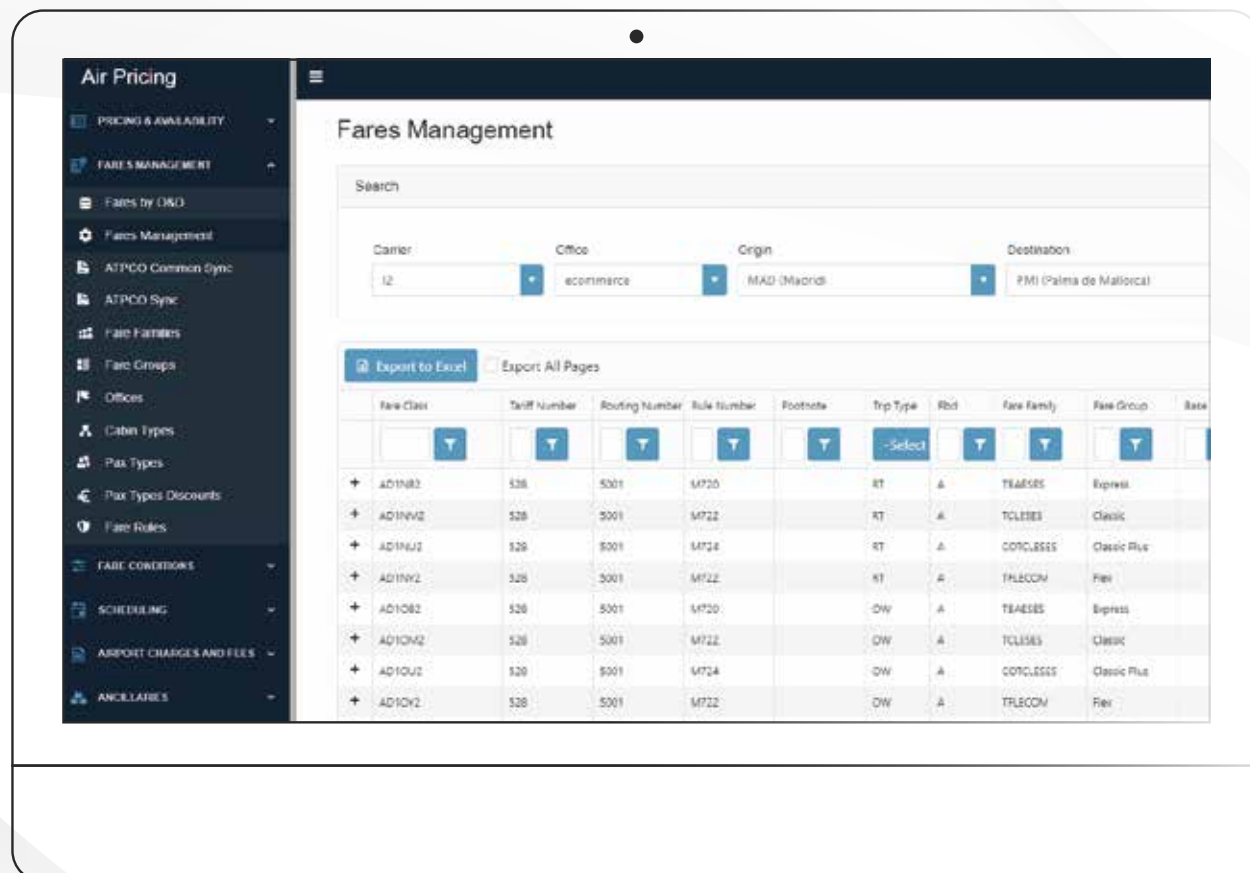 Air Pricing
PRICING & AVAILABILITY
FARES MANAGEMENT
Fares by O&D
Fares Management
ATPCO Common Sync
ATPCO Sync
Fare Families
Fare Groups
Offices
Cabin Types
Pax Types
Pax Types Discounts
Fare Rules
FARE CONDITIONS
SCHEDULING
AIRPORT CHARGES AND FEES
ANCILLARIES
Fares Management
Search
Carrier Office Origin Destination
I2 ecommerce MAD (Madrid) PMI (Palma de Mallorca)
Export to Excel Export All Pages
Fare Class Tariff Number Routing Number Rule Number Footnote Trip Type Rbd Fare Family Fare Group Base
-Select
+ 528 5001 M720 RT A Express
+ 528 5001 M722 RT A Classic
+ 528 5001 M724 RT A Classic Plus
+ 528 5001 M722 RT A Flex
+ 528 5001 M720 OW A Express
+ 528 5001 M722 OW A Classic
+ 528 5001 M724 OW A Classic Plus
+ 528 5001 M722 OW A Flex